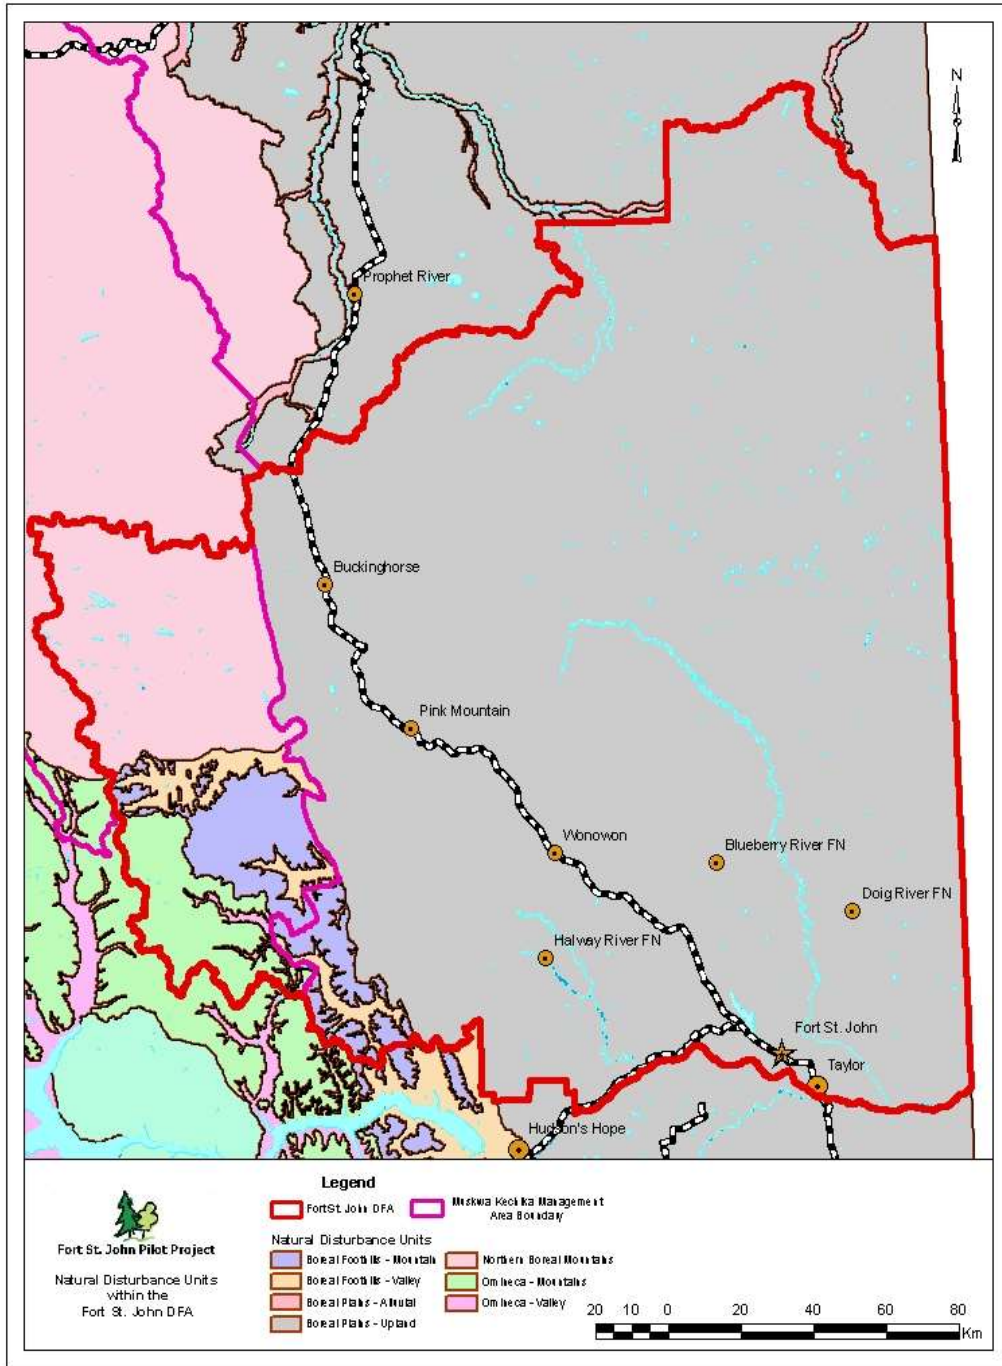 N
Prophet River
Buckinghorse
Pink Mountain
Wonowon
Blueberry River FN
Doig River FN
Halway River FN
Fort St. John
Taylor
Hudson's Hope
Legend
Fort St. John DFA
Muskwa Kechika Management
Area Boundary
Fort St. John Pilot Project
Natural Disturbance Units
within the
Fort St. John DFA
Natural Disturbance Units
Boreal Foothills - Mountain
Boreal Foothills - Valley
Boreal Plains - Alluvial
Boreal Plains - Upland
Northern Boreal Mountains
Omineca - Mountains
Omineca - Valley
20 10 0 20 40 60 80
Km